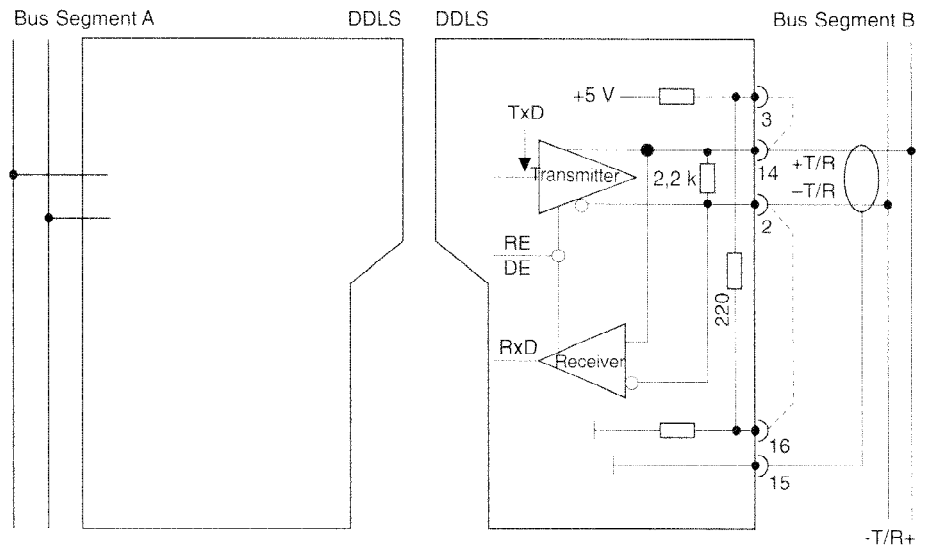 Bus Segment A
DDLS
DDLS
Bus Segment B
+5 V
3
TxD
Transmitter
2,2 k
14
+T/R
–T/R
2
RE
DE
220
RxD
Receiver
16
15
-T/R+